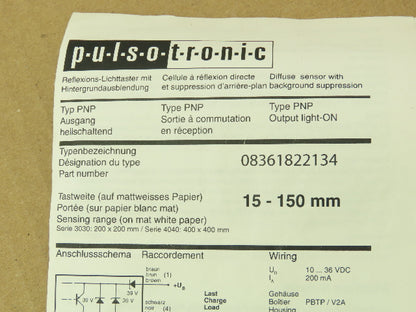 p·u·l·s·o·t·r·o·n·i·c
Reflexions-Lichttaster mit Cellule à réflexion directe Diffuse sensor with
Hintergrundausblendung et suppression d'arrière-plan background suppression
Typ PNP Type PNP Type PNP
Ausgang Sortie à commutation Output light-ON
hellschaltend en réception
Typenbezeichnung
Désignation du type 08361822134
Part number
Tastweite (auf mattweisses Papier)
Portée (sur papier blanc mat) 15 - 150 mm
Sensing range (on mat white paper)
Serie 3030: 200 x 200 mm / Serie 4040: 400 x 400 mm
Anschlussschema Raccordement Wiring
braun
brun (1)
brown
+UB
UB 10 ... 36 VDC
IA 200 mA
39 V 39 V 39 V
schwarz
noir (4)
Last
Charge
Load
Gehäuse
Boîtier PBTP / V2A
Housing